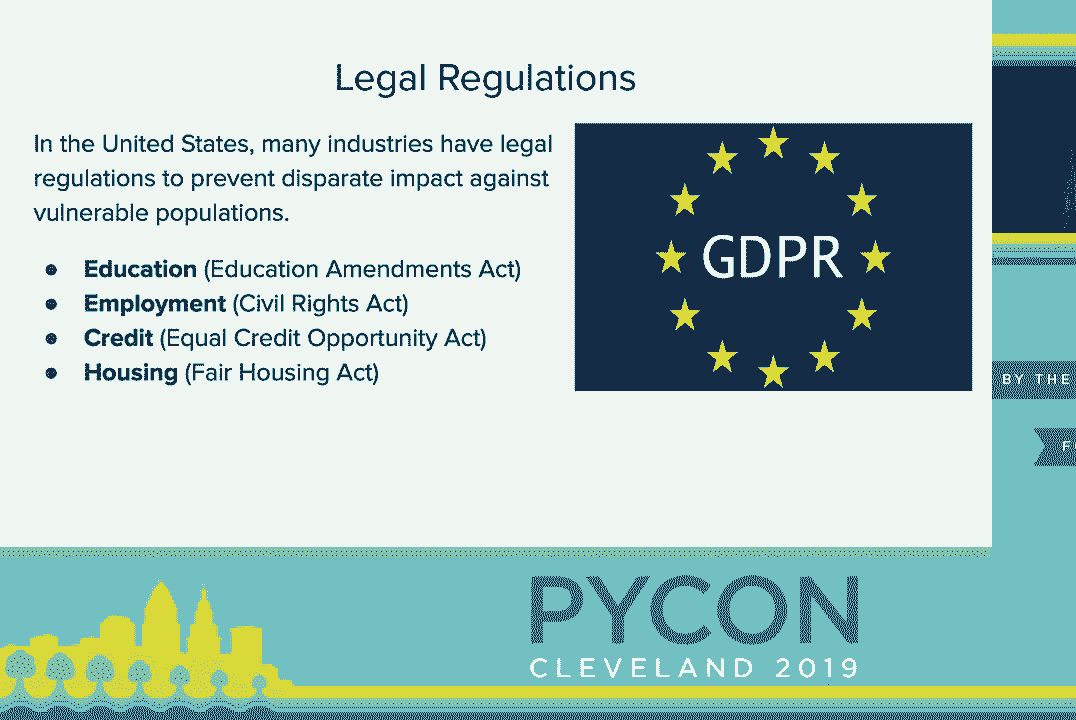 Legal Regulations
In the United States, many industries have legal
regulations to prevent disparate impact against
vulnerable populations.
● Education (Education Amendments Act)
● Employment (Civil Rights Act)
● Credit (Equal Credit Opportunity Act)
● Housing (Fair Housing Act)
GDPR
BY THE
PYCON
CLEVELAND 2019